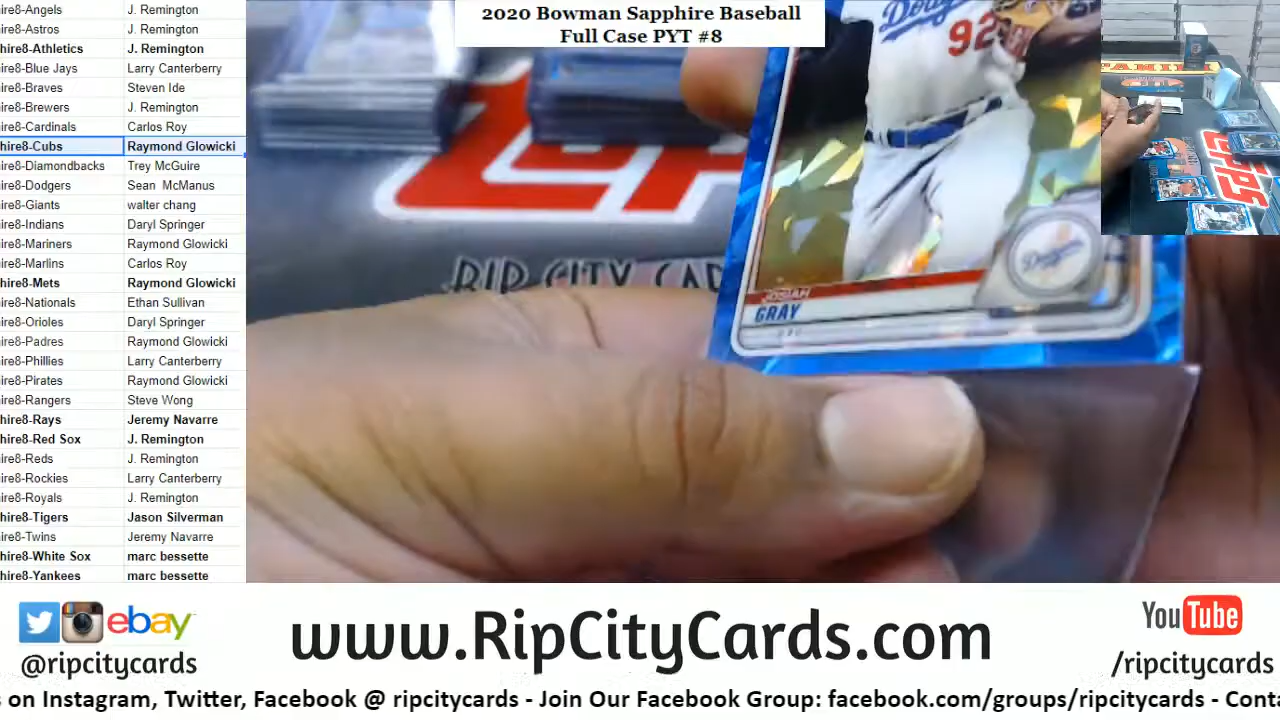 2020 Bowman Sapphire Baseball
Full Case PYT #8
ire8-Angels J. Remington
ire8-Astros J. Remington
hire8-Athletics J. Remington
ire8-Blue Jays Larry Canterberry
ire8-Braves Steven Ide
ire8-Brewers J. Remington
ire8-Cardinals Carlos Roy
hire8-Cubs Raymond Glowicki
ire8-Diamondbacks Trey McGuire
ire8-Dodgers Sean McManus
ire8-Giants walter chang
ire8-Indians Daryl Springer
ire8-Mariners Raymond Glowicki
ire8-Marlins Carlos Roy
hire8-Mets Raymond Glowicki
ire8-Nationals Ethan Sullivan
ire8-Orioles Daryl Springer
ire8-Padres Raymond Glowicki
ire8-Phillies Larry Canterberry
ire8-Pirates Raymond Glowicki
ire8-Rangers Steve Wong
hire8-Rays Jeremy Navarre
hire8-Red Sox J. Remington
ire8-Reds J. Remington
ire8-Rockies Larry Canterberry
ire8-Royals J. Remington
hire8-Tigers Jason Silverman
ire8-Twins Jeremy Navarre
hire8-White Sox marc bessette
hire8-Yankees marc bessette
Dodgers
92
Dodgers
JOSIAH
GRAY
RIP CITY CAR
PANINI
TOPPS
ebay
@ripcitycards
www.RipCityCards.com
YouTube
/ripcitycards
s on Instagram, Twitter, Facebook @ ripcitycards - Join Our Facebook Group: facebook.com/groups/ripcitycards - Conta